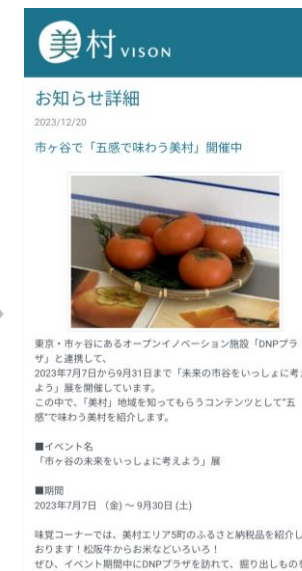 美村 VISON
お知らせ詳細
2023/12/20
市ヶ谷で「五感で味わう美村」開催中
東京・市ヶ谷にあるオープンイノベーション施設「DNPプラ
ザ」と連携して、
2023年7月7日から9月31日まで「未来の市谷をいっしょに考え
よう」展を開催しています。
この中で、「美村」地域を知ってもらうコンテンツとして"五
感"で味わう美村を紹介します。
■イベント名
「市ヶ谷の未来をいっしょに考えよう」展
■期間
2023年7月7日 （金）～ 9月30日 (土)
味覚コーナーでは、美村エリア5町のふるさと納税品を紹介し
おります！松阪牛からお米などいろいろ！
ぜひ、イベント期間中にDNPプラザを訪れて、掘り出しもの